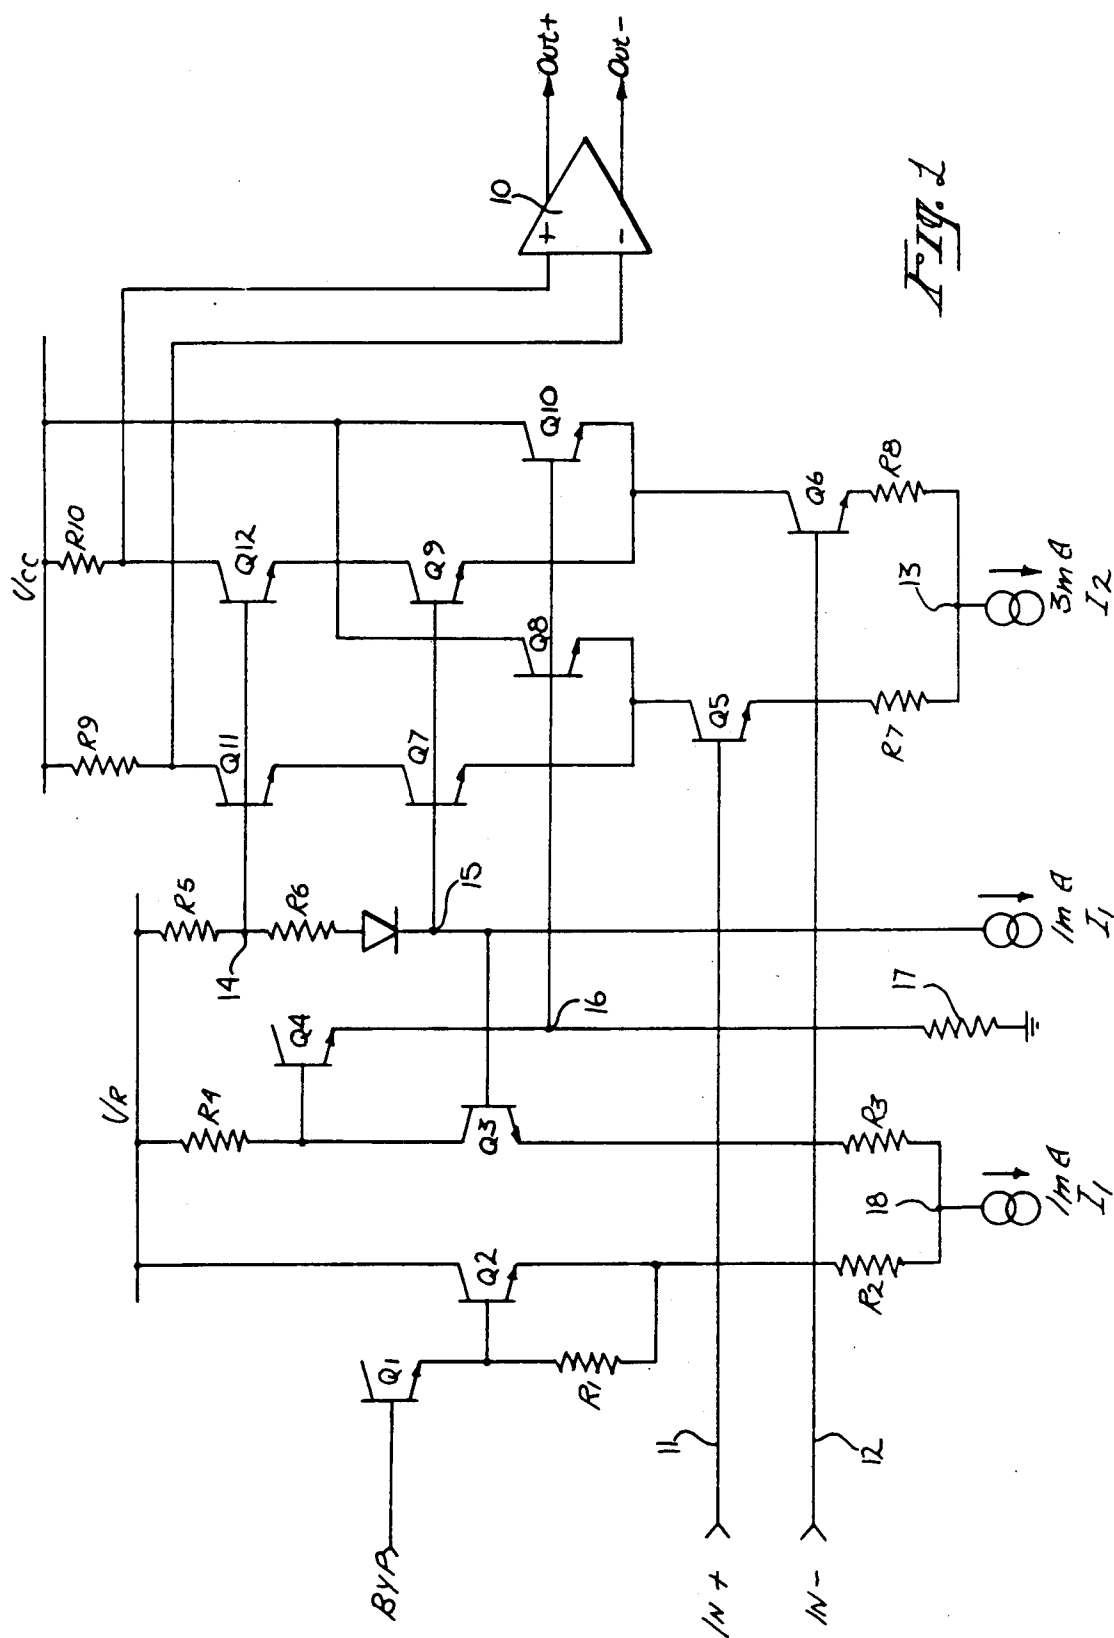 VCC
VR
R10
R9
R5
R4
14
R6
Q4
Q11
Q12
Q1
Q2
Q3
15
Q7
Q9
Q8
Q10
16
R1
11
12
Q5
Q6
R2
R3
17
R7
R8
18
13
1mA
I1
1mA
I1
3mA
I2
10
+
-
Out+
Out-
BYP
IN+
IN-
Fig. 1